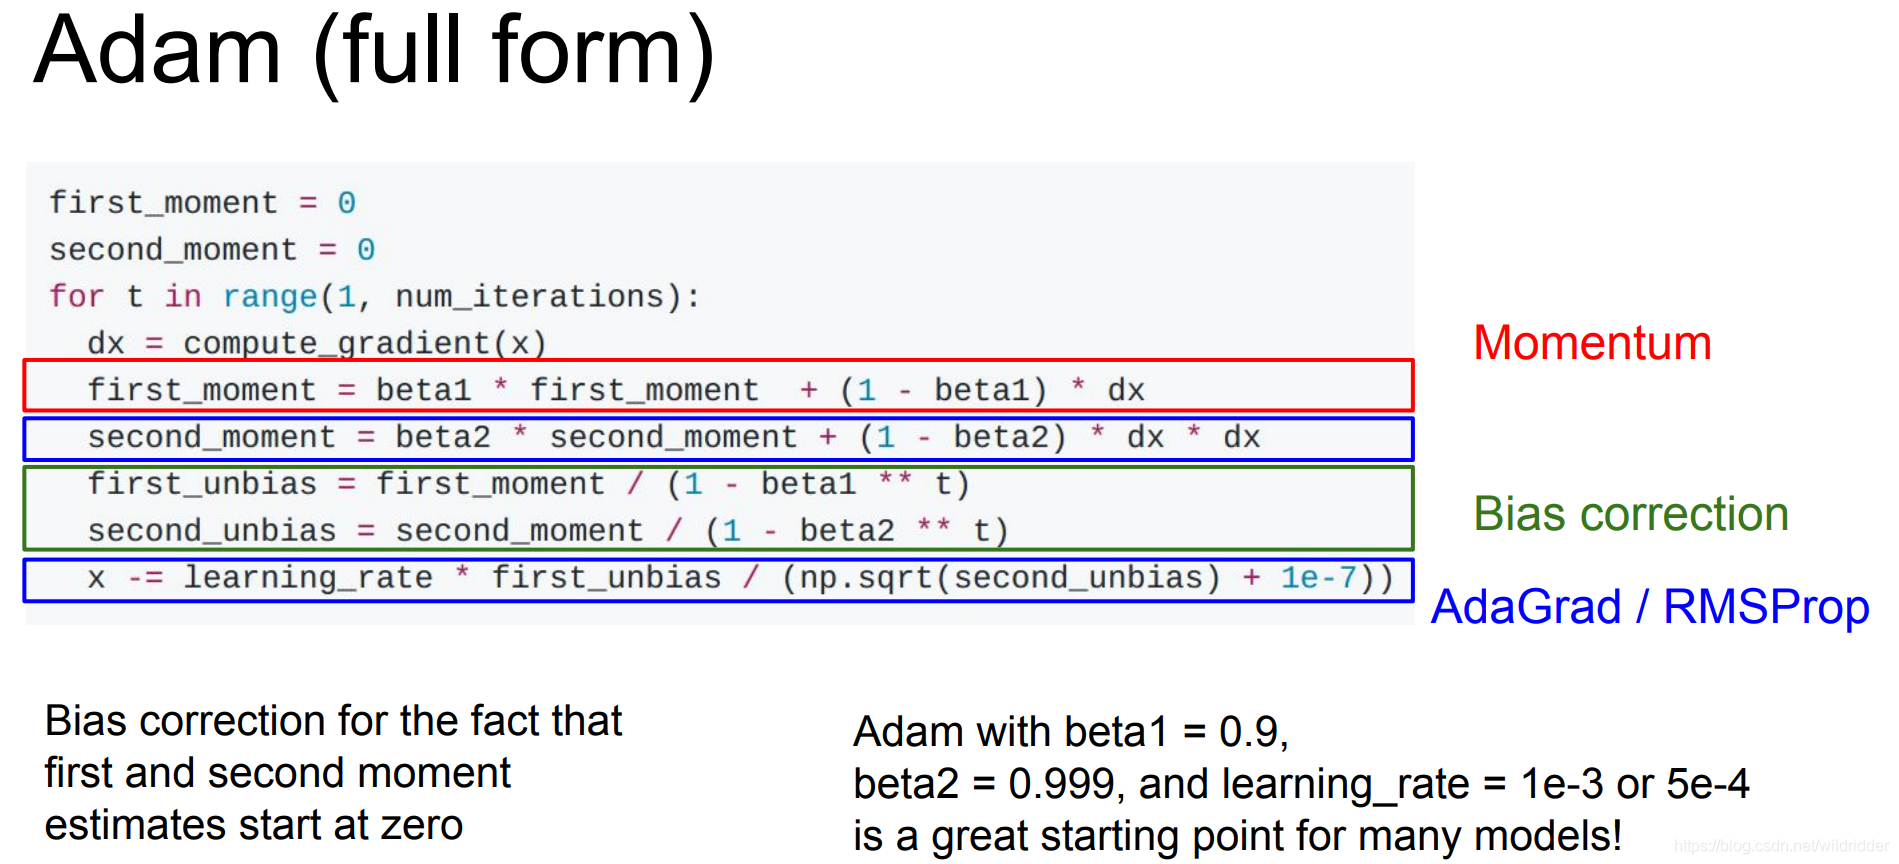 Adam (full form)
first_moment = 0
second_moment = 0
for t in range(1, num_iterations):
  dx = compute_gradient(x)
  first_moment = beta1 * first_moment  + (1 - beta1) * dx
  second_moment = beta2 * second_moment + (1 - beta2) * dx * dx
  first_unbias = first_moment / (1 - beta1 ** t)
  second_unbias = second_moment / (1 - beta2 ** t)
  x -= learning_rate * first_unbias / (np.sqrt(second_unbias) + 1e-7))
Momentum
Bias correction
AdaGrad / RMSProp
Bias correction for the fact that
first and second moment
estimates start at zero
Adam with beta1 = 0.9,
beta2 = 0.999, and learning_rate = 1e-3 or 5e-4
is a great starting point for many models!
https://blog.csdn.net/wildridder